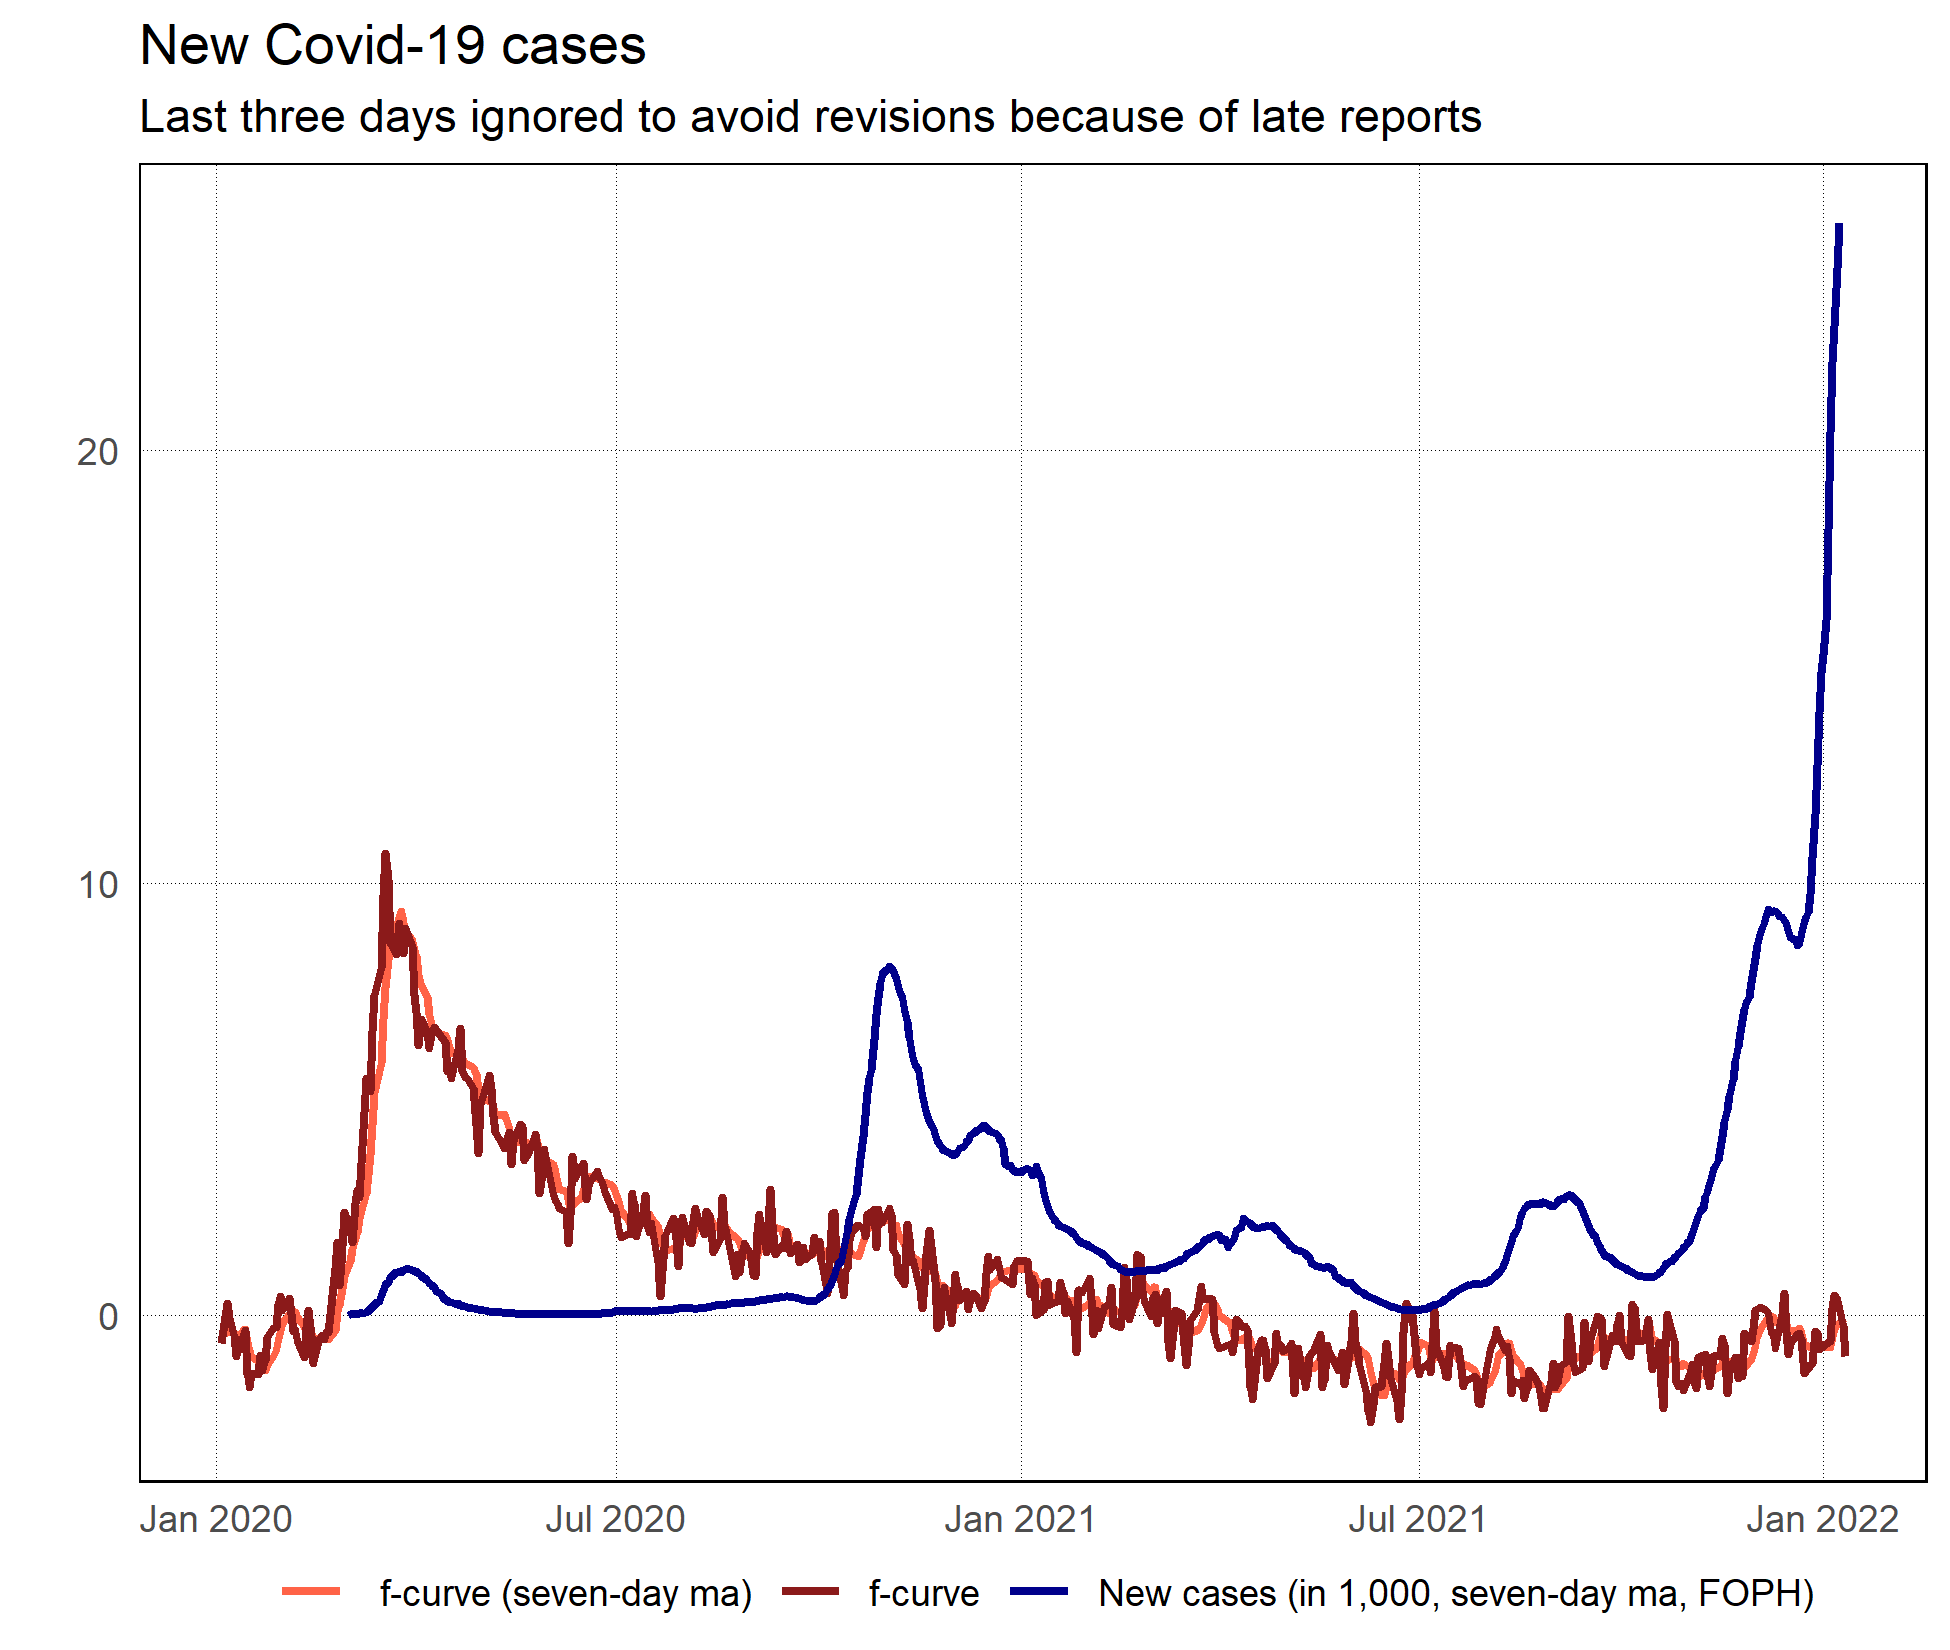 New Covid-19 cases
Last three days ignored to avoid revisions because of late reports
20
10
0
Jan 2020 Jul 2020 Jan 2021 Jul 2021 Jan 2022
f-curve (seven-day ma) f-curve New cases (in 1,000, seven-day ma, FOPH)